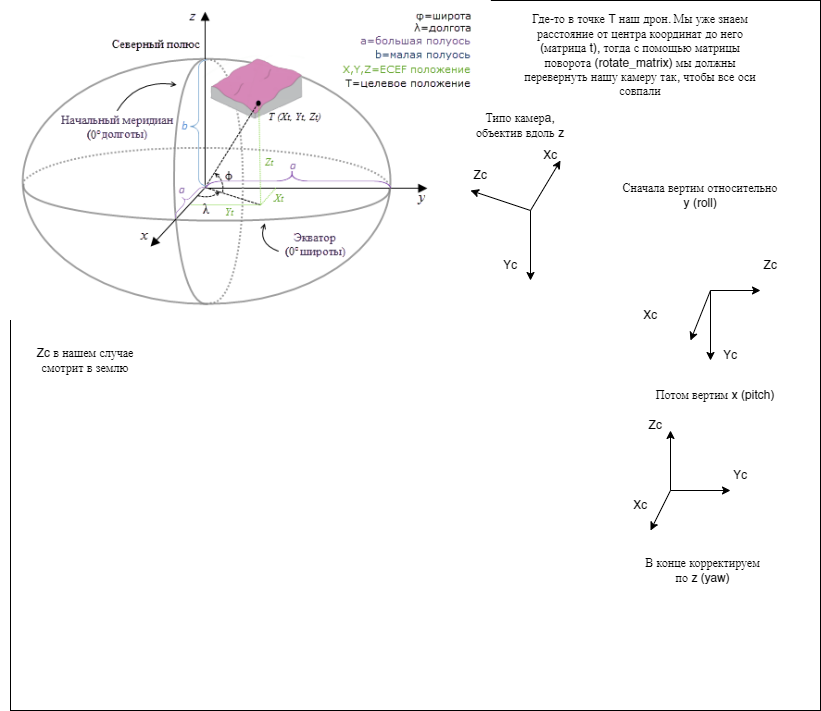 z
Северный полюс
φ=широта
λ=долгота
a=большая полуось
b=малая полуось
X,Y,Z=ECEF положение
T=целевое положение
Начальный меридиан
(0° долготы)
b
T (Xt, Yt, Zt)
Zt
a
ϕ
a
Xt
Yt
λ
y
x
Экватор
(0° широты)
Где-то в точке T наш дрон. Мы уже знаем
расстояние от центра координат до него
(матрица t), тогда с помощью матрицы
поворота (rotate_matrix) мы должны
перевернуть нашу камеру так, чтобы все оси
совпали
Типо камера,
объектив вдоль z
Xc
Zc
Yc
Сначала вертим относительно
y (roll)
Zc
Xc
Yc
Zc в нашем случае
смотрит в землю
Потом вертим x (pitch)
Zc
Yc
Xc
В конце корректируем
по z (yaw)